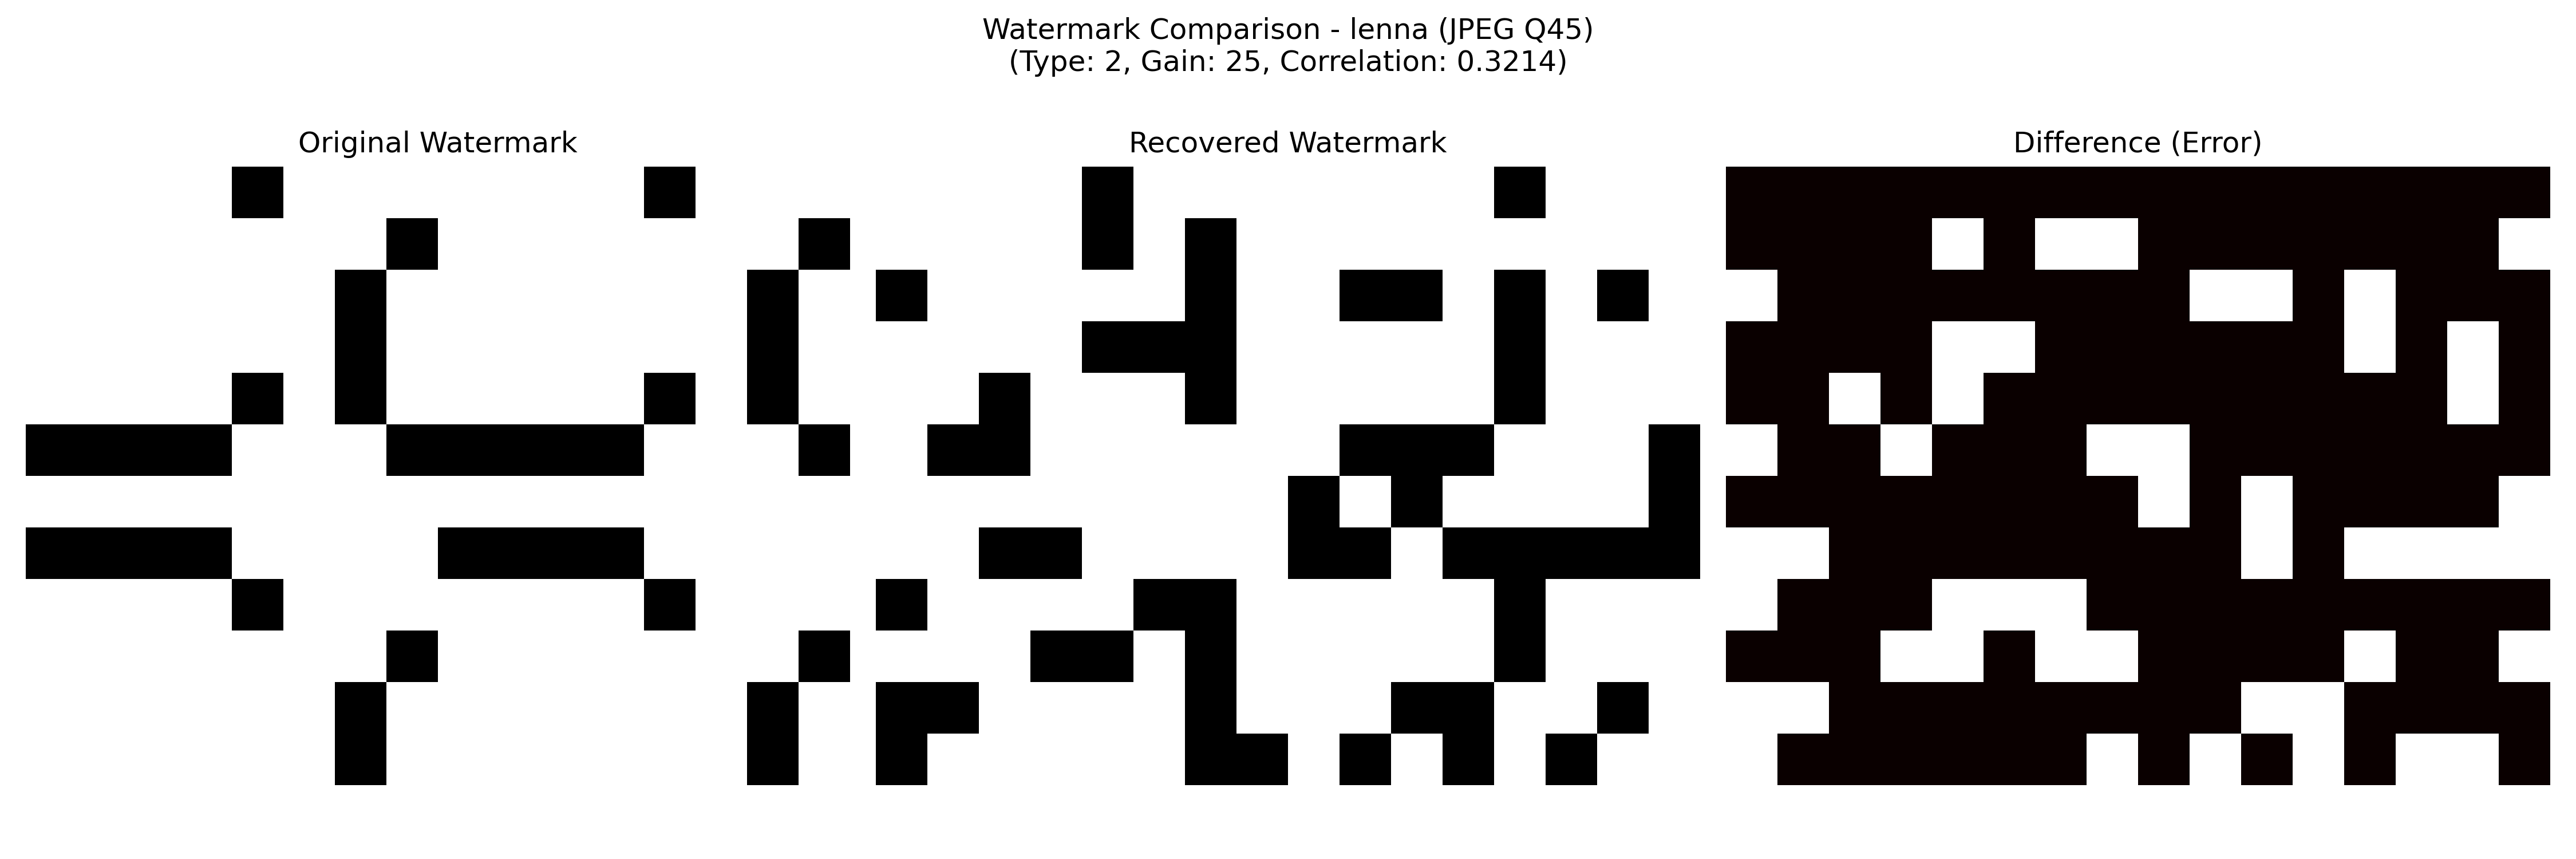 Watermark Comparison - lenna (JPEG Q45)
(Type: 2, Gain: 25, Correlation: 0.3214)
Original Watermark
Recovered Watermark
Difference (Error)